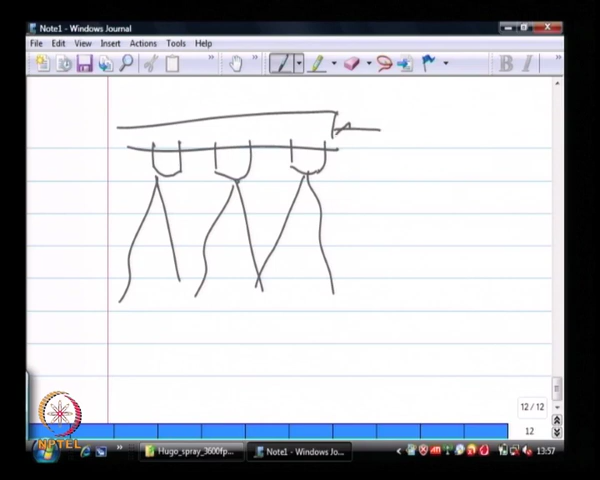 Note1 - Windows Journal
File Edit View Insert Actions Tools Help
B I
12/12
12
NPTEL
Hugo_spray_3600fp...
Note1 - Windows Jo...
13:57